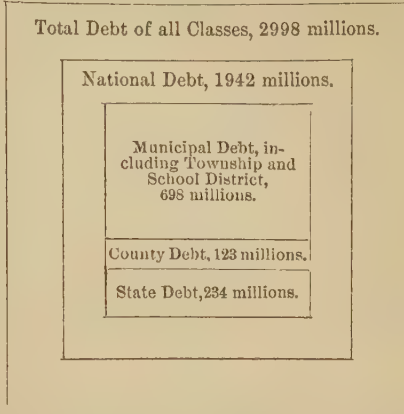 Total Debt of all Classes, 2998 millions.
National Debt, 1942 millions.
Municipal Debt, in-
cluding Township and
School District,
698 millions.
County Debt, 123 millions.
State Debt, 234 millions.